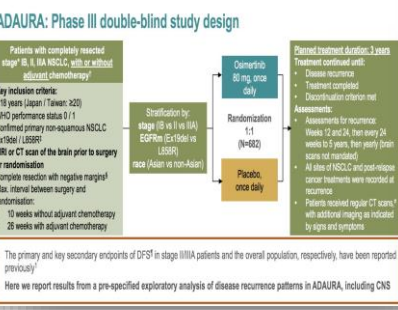 ADAURA: Phase III double-blind study design
Patients with completely resected
stage* IB, II, IIIA NSCLC, with or without
adjuvant chemotherapy†
Key inclusion criteria:
≥18 years (Japan / Taiwan: ≥20)
WHO performance status 0 / 1
Confirmed primary non-squamous NSCLC
Ex19del / L858R‡
MRI or CT scan of the brain prior to surgery
or randomisation
Complete resection with negative margins§
Max. interval between surgery and
randomisation:
10 weeks without adjuvant chemotherapy
26 weeks with adjuvant chemotherapy
Stratification by:
stage (IB vs II vs IIIA)
EGFRm (Ex19del vs
L858R)
race (Asian vs non-Asian)
Osimertinib
80 mg, once
daily
Randomization
1:1
(N=682)
Placebo,
once daily
Planned treatment duration: 3 years
Treatment continued until:
• Disease recurrence
• Treatment completed
• Discontinuation criterion met
Assessments:
• Assessments for recurrence:
Weeks 12 and 24, then every 24
weeks to 5 years, then yearly (brain
scans not mandated)
• All sites of NSCLC and post-relapse
cancer treatments were recorded at
recurrence
• Patients received regular CT scans,
with additional imaging as indicated
by signs and symptoms
The primary and key secondary endpoints of DFS¶ in stage II/IIIA patients and the overall population, respectively, have been reported
previously¹
Here we report results from a pre-specified exploratory analysis of disease recurrence patterns in ADAURA, including CNS